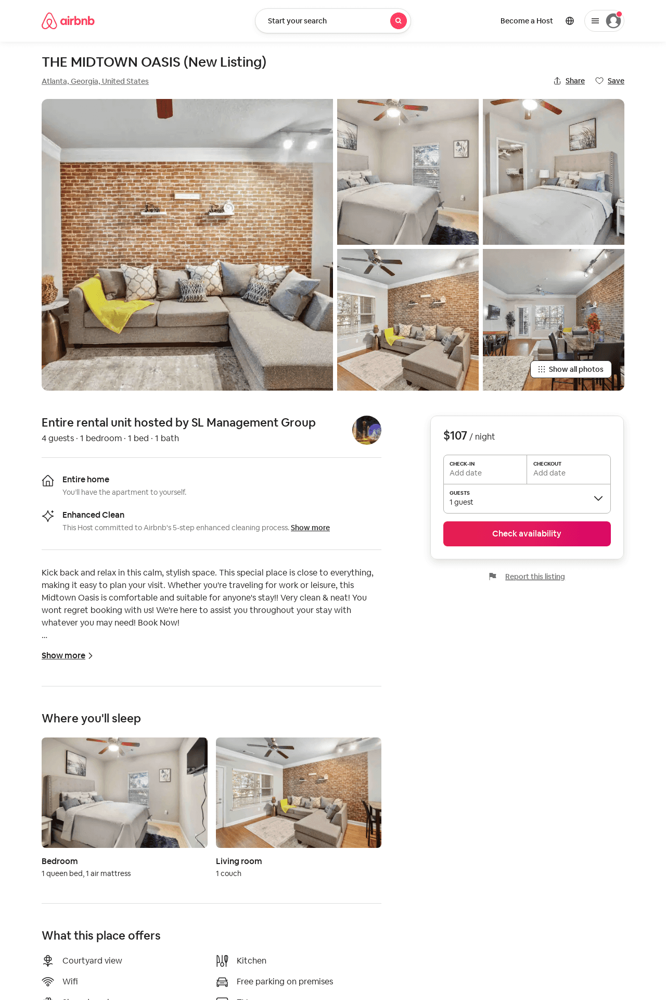 airbnb
Start your search
Become a Host
THE MIDTOWN OASIS (New Listing)
Atlanta, Georgia, United States
Share
Save
Show all photos
Entire rental unit hosted by SL Management Group
4 guests · 1 bedroom · 1 bed · 1 bath
Entire home
You’ll have the apartment to yourself.
Enhanced Clean
This Host committed to Airbnb's 5-step enhanced cleaning process. Show more
Kick back and relax in this calm, stylish space. This special place is close to everything,
making it easy to plan your visit. Whether you're traveling for work or leisure, this
Midtown Oasis is comfortable and suitable for anyone's stay!! Very clean & neat! You
wont regret booking with us! We're here to assist you throughout your stay with
whatever you may need! Book Now!
...
Show more
$107 / night
CHECK-IN
Add date
CHECKOUT
Add date
GUESTS
1 guest
Check availability
Report this listing
Where you'll sleep
Bedroom
1 queen bed, 1 air mattress
Living room
1 couch
What this place offers
Courtyard view
Kitchen
Wifi
Free parking on premises